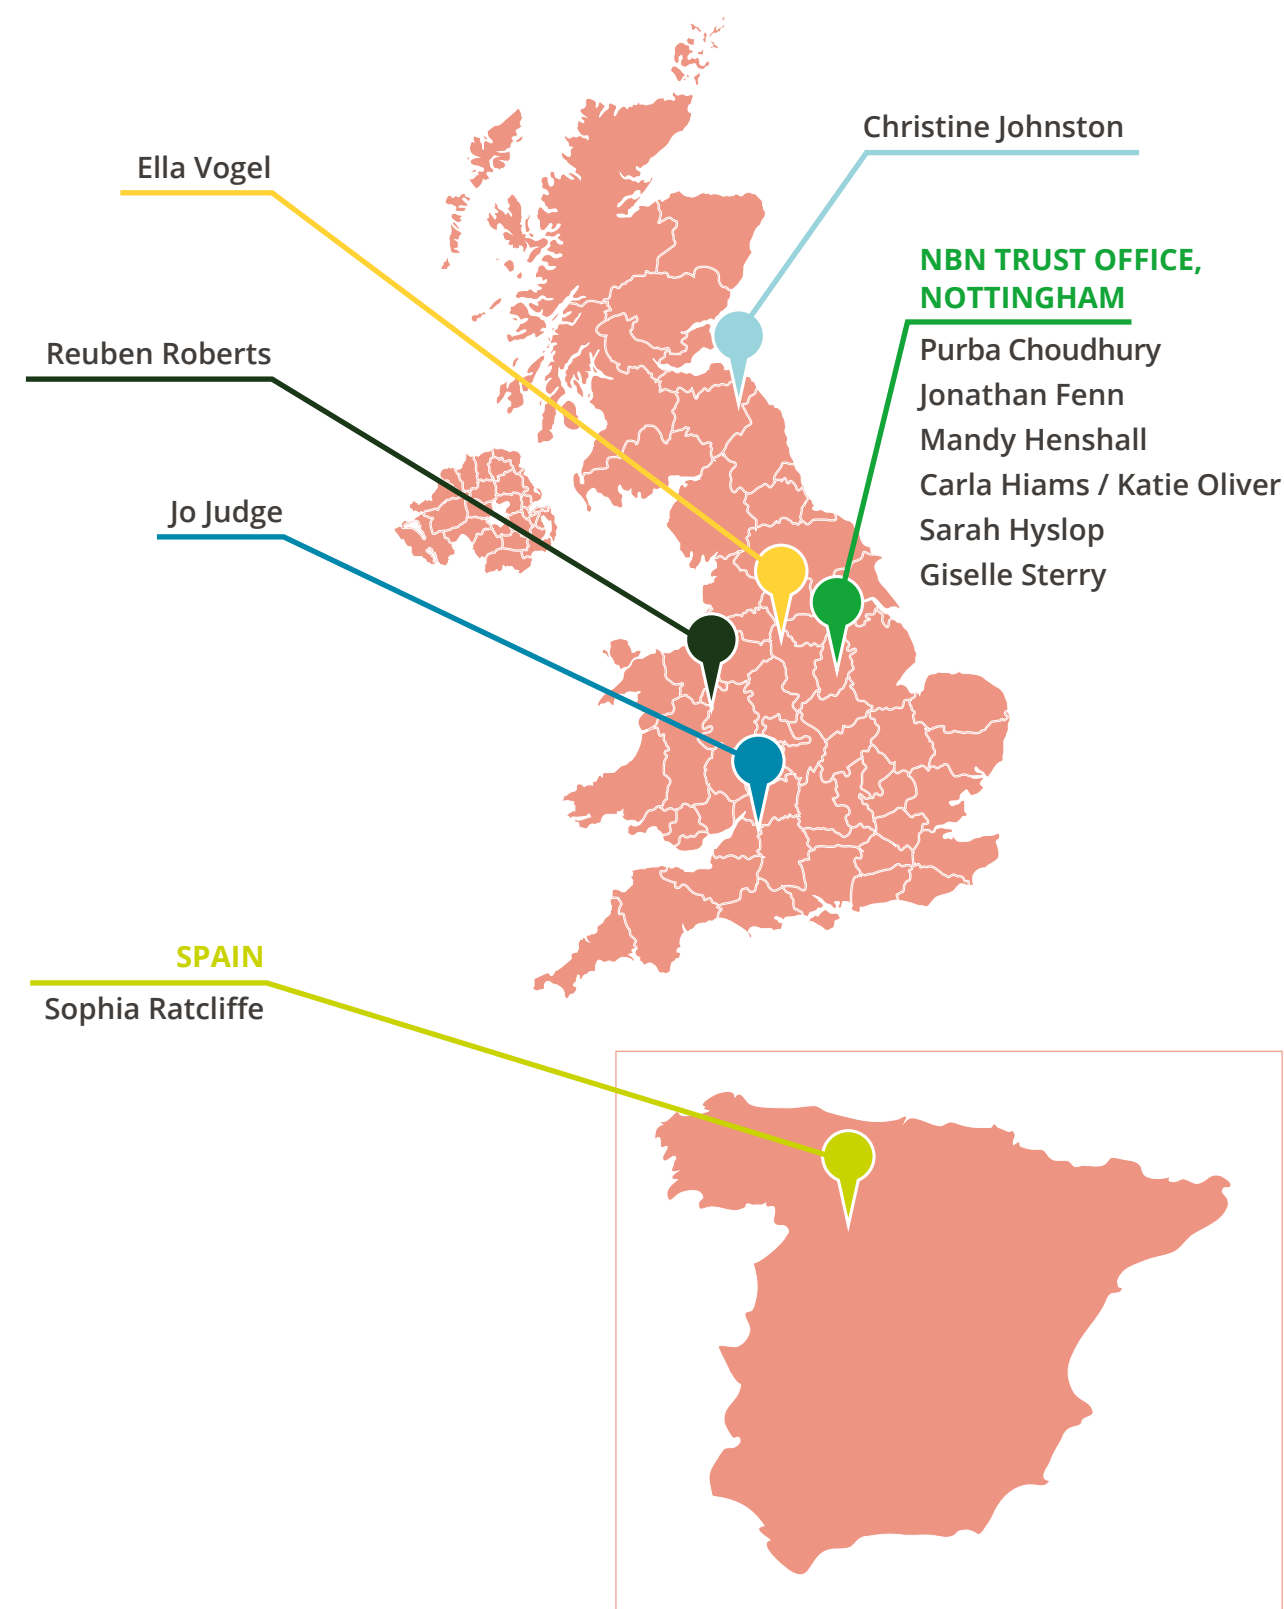 Christine Johnston
Ella Vogel
NBN TRUST OFFICE,
NOTTINGHAM
Purba Choudhury
Jonathan Fenn
Mandy Henshall
Carla Hiams / Katie Oliver
Sarah Hyslop
Giselle Sterry
Reuben Roberts
Jo Judge
SPAIN
Sophia Ratcliffe